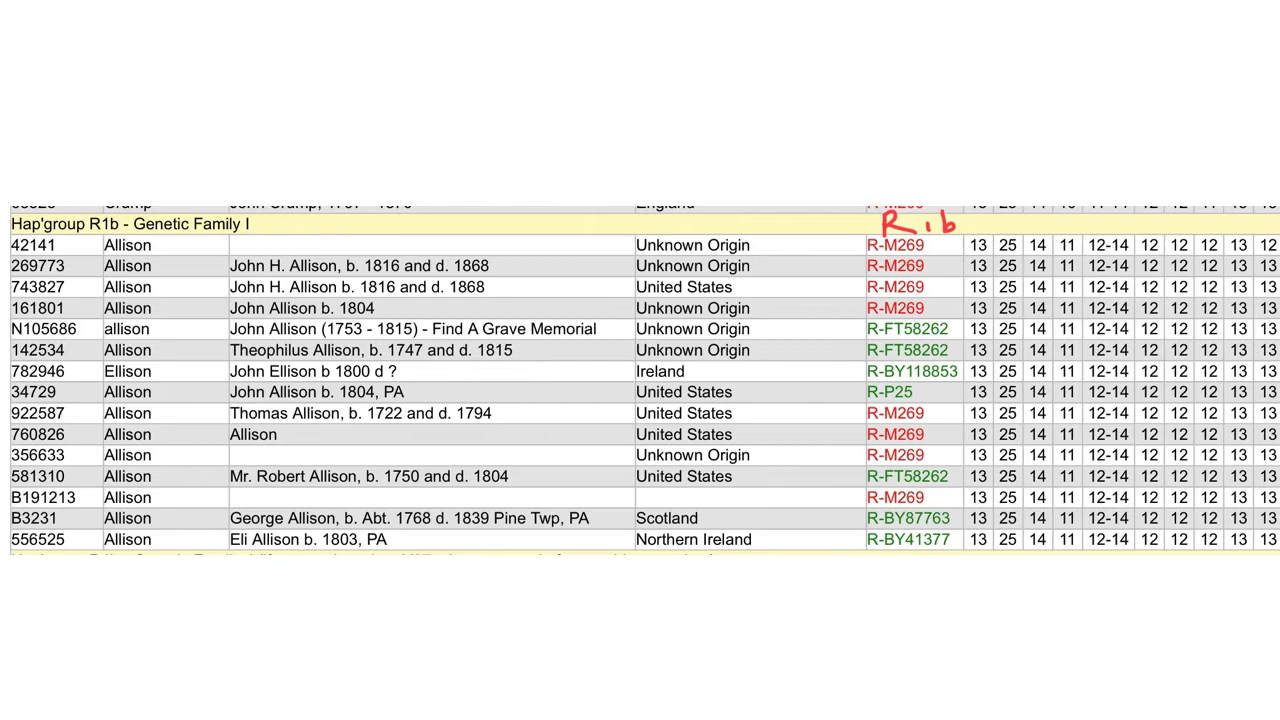 Hap'group R1b - Genetic Family I R1b
42141 Allison Unknown Origin R-M269 13 25 14 11 12-14 12 12 12 13 12
269773 Allison John H. Allison, b. 1816 and d. 1868 Unknown Origin R-M269 13 25 14 11 12-14 12 12 12 13 13
743827 Allison John H. Allison b. 1816 and d. 1868 United States R-M269 13 25 14 11 12-14 12 12 12 13 13
161801 Allison John Allison b. 1804 Unknown Origin R-M269 13 25 14 11 12-14 12 12 12 13 13
N105686 allison John Allison (1753 - 1815) - Find A Grave Memorial Unknown Origin R-FT58262 13 25 14 11 12-14 12 12 12 13 13
142534 Allison Theophilus Allison, b. 1747 and d. 1815 Unknown Origin R-FT58262 13 25 14 11 12-14 12 12 12 13 13
782946 Ellison John Ellison b 1800 d ? Ireland R-BY118853 13 25 14 11 12-14 12 12 12 13 13
34729 Allison John Allison b. 1804, PA United States R-P25 13 25 14 11 12-14 12 12 12 13 13
922587 Allison Thomas Allison, b. 1722 and d. 1794 United States R-M269 13 25 14 11 12-14 12 12 12 13 13
760826 Allison Allison United States R-M269 13 25 14 11 12-14 12 12 12 13 13
356633 Allison Unknown Origin R-M269 13 25 14 11 12-14 12 12 12 13 13
581310 Allison Mr. Robert Allison, b. 1750 and d. 1804 United States R-FT58262 13 25 14 11 12-14 12 12 12 13 13
B191213 Allison R-M269 13 25 14 11 12-14 12 12 12 13 13
B3231 Allison George Allison, b. Abt. 1768 d. 1839 Pine Twp, PA Scotland R-BY87763 13 25 14 11 12-14 12 12 12 13 13
556525 Allison Eli Allison b. 1803, PA Northern Ireland R-BY41377 13 25 14 11 12-14 12 12 12 13 13